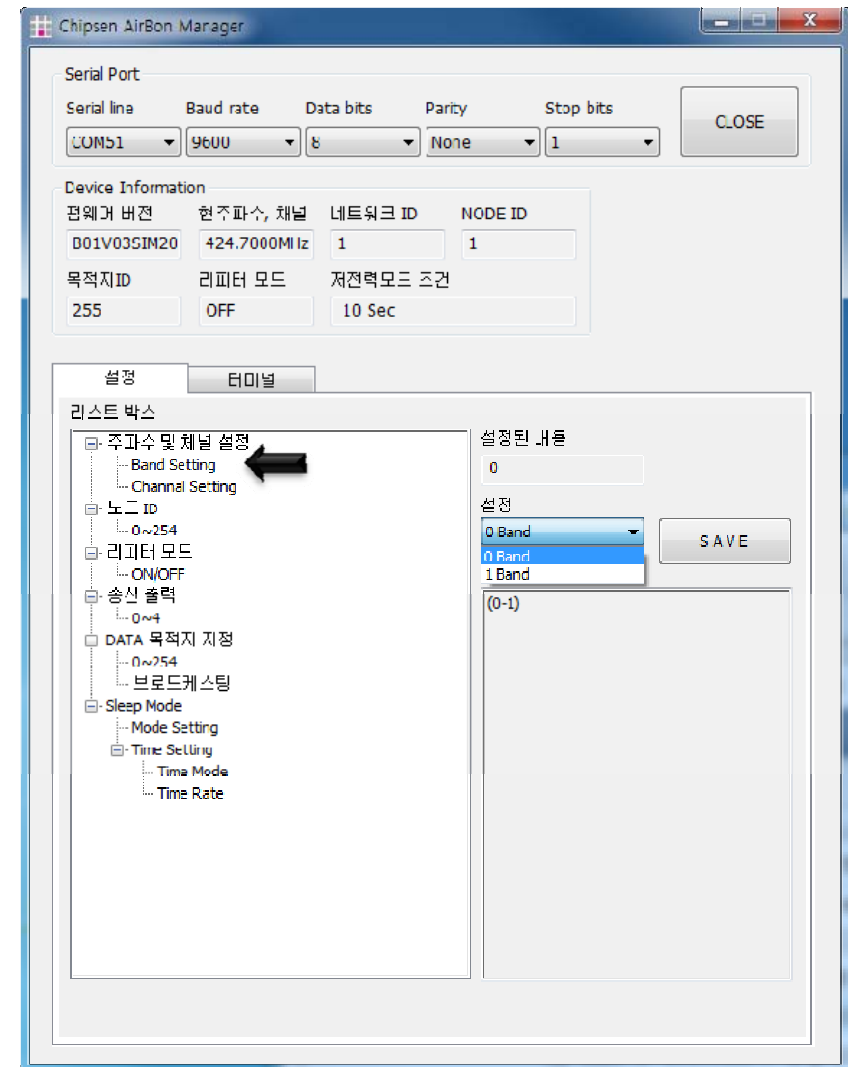 Chipsen AirBon Manager
Serial Port
Serial line Baud rate Data bits Parity Stop bits
COM51 9600 8 None 1 CLOSE
Device Information
펌웨어 버전 현주파수, 채널 네트워크 ID NODE ID
B01V03SIM20 424.7000MHz 1 1
목적지ID 리피터 모드 저전력모드 조건
255 OFF 10 Sec
설정 터미널
리스트 박스
주파수 및 채널 설정
Band Setting
Channal Setting
노드 ID
0~254
리피터 모드
ON/OFF
송신 출력
0~4
DATA 목적지 지정
0~254
브로드케스팅
Sleep Mode
Mode Setting
Time Setting
Time Mode
Time Rate
설정된 내용
0
설정
0 Band SAVE
0 Band
1 Band
(0-1)